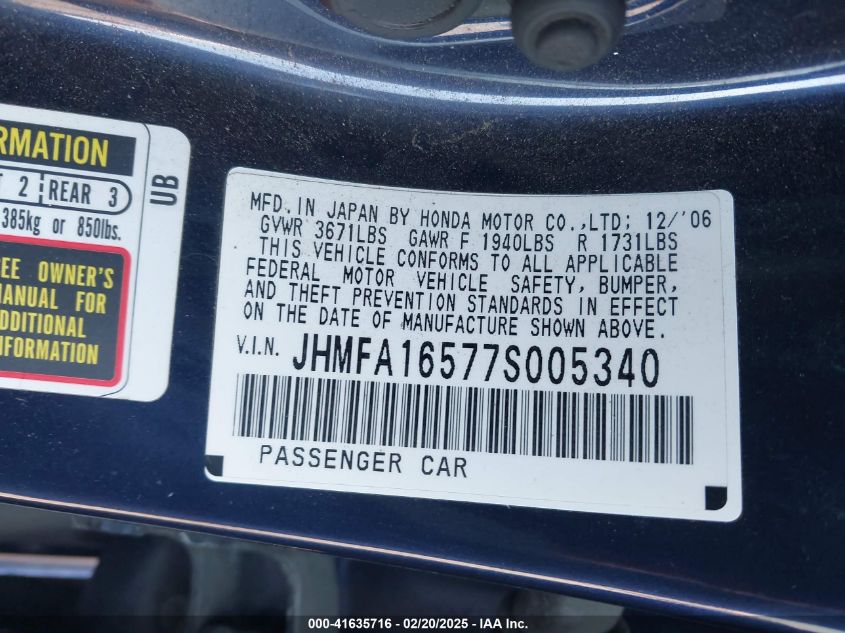 RMATION
2 REAR 3
385kg or 850lbs.
EE OWNER'S
ANUAL FOR
DDITIONAL
NFORMATION
UB
MFD. IN JAPAN BY HONDA MOTOR CO.,LTD; 12/'06
GVWR 3671LBS GAWR F 1940LBS R 1731LBS
THIS VEHICLE CONFORMS TO ALL APPLICABLE
FEDERAL MOTOR VEHICLE SAFETY, BUMPER,
AND THEFT PREVENTION STANDARDS IN EFFECT
ON THE DATE OF MANUFACTURE SHOWN ABOVE.
V.I.N. JHMFA16577S005340
PASSENGER CAR
000-41635716 - 02/20/2025 - IAA Inc.